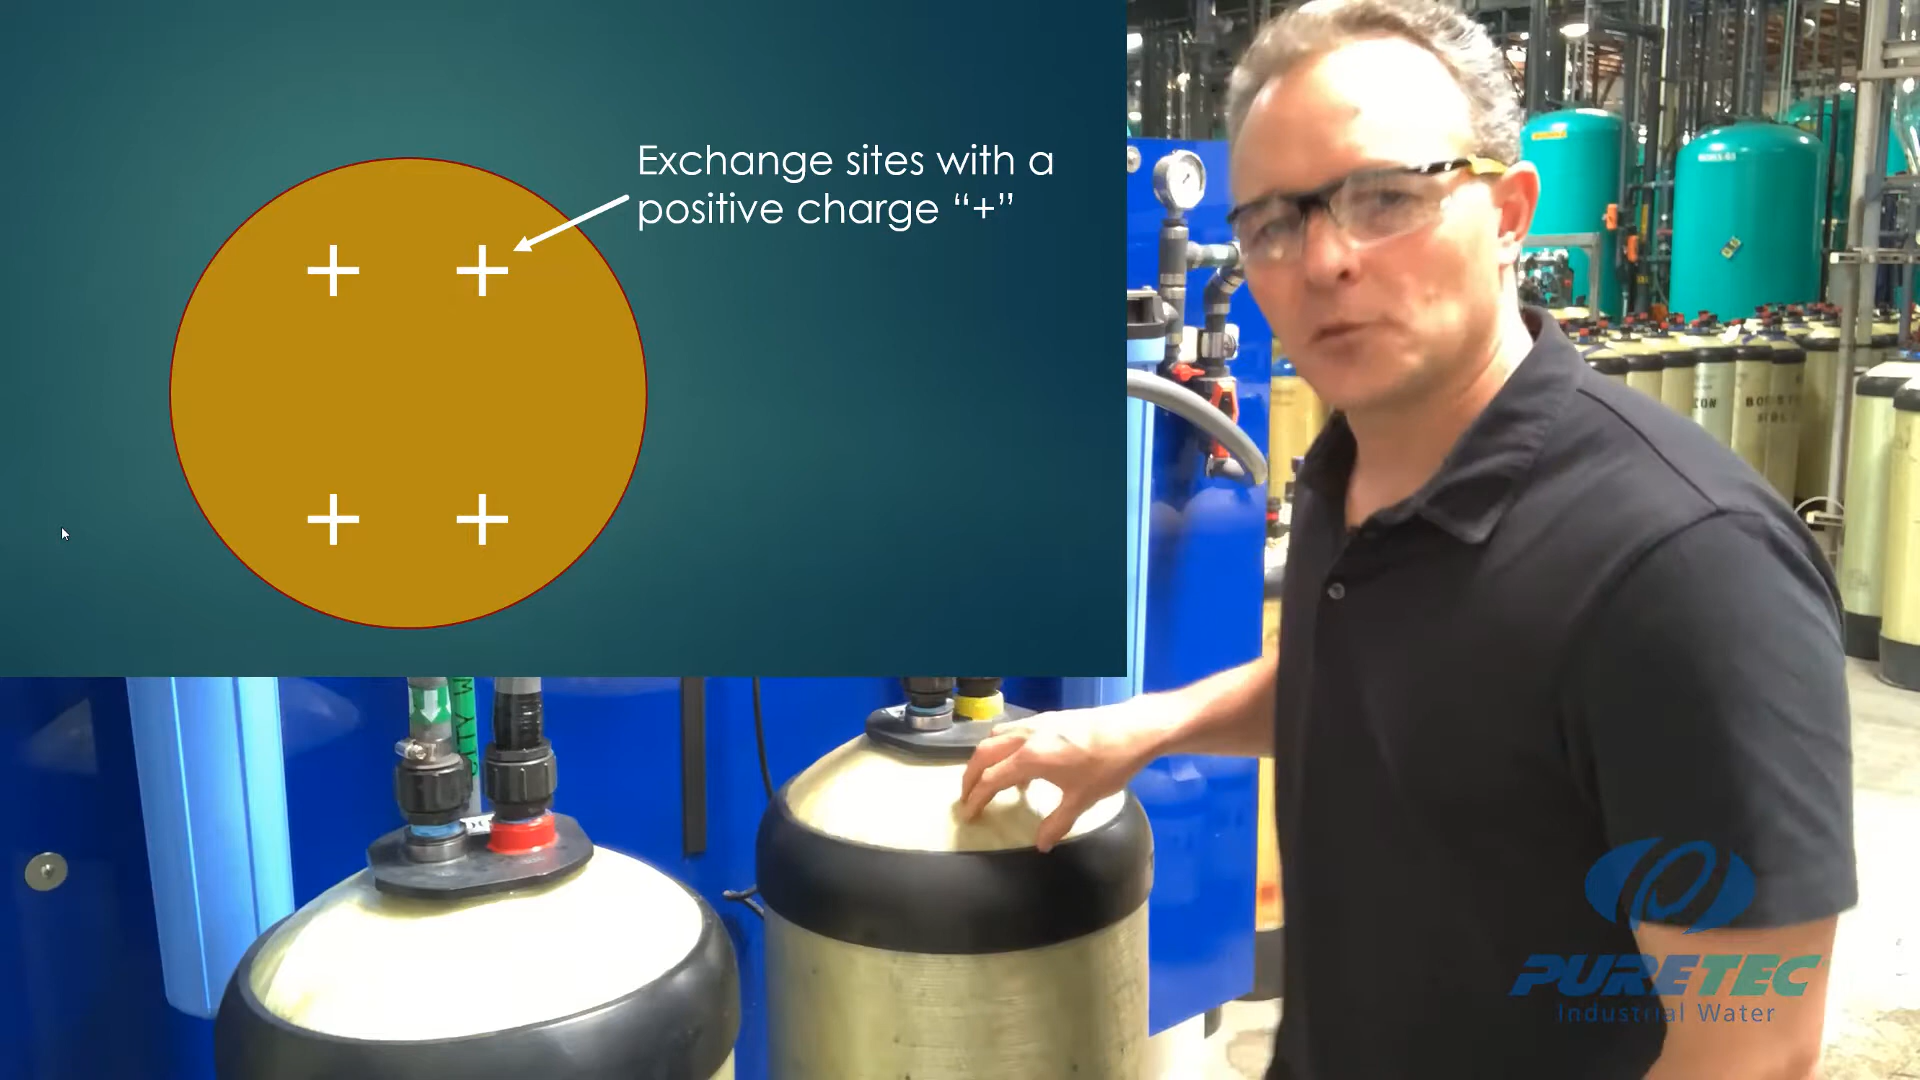 Exchange sites with a
positive charge “+”
+ +
+ +
PURETEC
Industrial Water